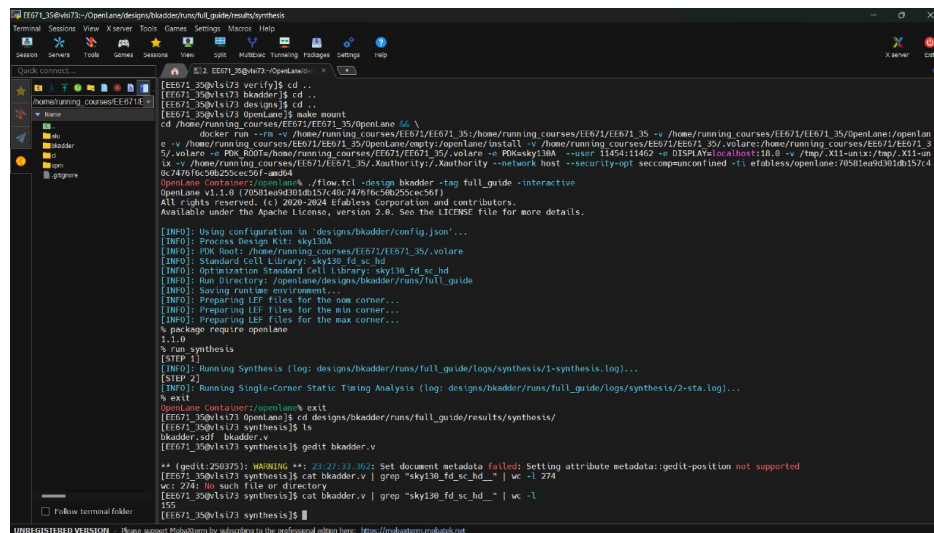 EE671_35@vlsi73:~/OpenLane/designs/bkadder/runs/full_guide/results/synthesis
Terminal Sessions View X server Tools Games Settings Macros Help
Session Servers Tools Games Sessions View Split MultiExec Tunneling Packages Settings Help X server Exit
Quick connect... 2. EE671_35@vlsi73:~/OpenLane/de
/home/running_courses/EE671/E
Name
..
alu
bkadder
ci
spm
.gitignore
Follow terminal folder
[EE671_35@vlsi73 verify]$ cd ..
[EE671_35@vlsi73 bkadder]$ cd ..
[EE671_35@vlsi73 designs]$ cd ..
[EE671_35@vlsi73 OpenLane]$ make mount
cd /home/running_courses/EE671/EE671_35/OpenLane && \
docker run --rm -v /home/running_courses/EE671/EE671_35:/home/running_courses/EE671/EE671_35 -v /home/running_courses/EE671/EE671_35/OpenLane:/openlan
e -v /home/running_courses/EE671/EE671_35/OpenLane/empty:/openlane/install -v /home/running_courses/EE671/EE671_35/.volare:/home/running_courses/EE671/EE671_3
5/.volare -e PDK_ROOT=/home/running_courses/EE671/EE671_35/.volare -e PDK=sky130A --user 11454:11462 -e DISPLAY=localhost:18.0 -v /tmp/.X11-unix:/tmp/.X11-un
ix -v /home/running_courses/EE671/EE671_35/.Xauthority:/.Xauthority --network host --security-opt seccomp=unconfined -ti efabless/openlane:70581ea9d301db157c4
0c7476f6c50b255cec56f-amd64
OpenLane Container:/openlane% ./flow.tcl -design bkadder -tag full_guide -interactive
OpenLane v1.1.0 (70581ea9d301db157c40c7476f6c50b255cec56f)
All rights reserved. (c) 2020-2024 Efabless Corporation and contributors.
Available under the Apache License, version 2.0. See the LICENSE file for more details.
[INFO]: Using configuration in 'designs/bkadder/config.json'...
[INFO]: Process Design Kit: sky130A
[INFO]: PDK Root: /home/running_courses/EE671/EE671_35/.volare
[INFO]: Standard Cell Library: sky130_fd_sc_hd
[INFO]: Optimization Standard Cell Library: sky130_fd_sc_hd
[INFO]: Run Directory: /openlane/designs/bkadder/runs/full_guide
[INFO]: Saving runtime environment...
[INFO]: Preparing LEF files for the nom corner...
[INFO]: Preparing LEF files for the min corner...
[INFO]: Preparing LEF files for the max corner...
% package require openlane
1.1.0
% run_synthesis
[STEP 1]
[INFO]: Running Synthesis (log: designs/bkadder/runs/full_guide/logs/synthesis/1-synthesis.log)...
[STEP 2]
[INFO]: Running Single-Corner Static Timing Analysis (log: designs/bkadder/runs/full_guide/logs/synthesis/2-sta.log)...
% exit
OpenLane Container:/openlane% exit
[EE671_35@vlsi73 OpenLane]$ cd designs/bkadder/runs/full_guide/results/synthesis/
[EE671_35@vlsi73 synthesis]$ ls
bkadder.sdf bkadder.v
[EE671_35@vlsi73 synthesis]$ gedit bkadder.v
** (gedit:250375): WARNING **: 23:27:33.362: Set document metadata failed: Setting attribute metadata::gedit-position not supported
[EE671_35@vlsi73 synthesis]$ cat bkadder.v | grep "sky130_fd_sc_hd__" | wc -l 274
wc: 274: No such file or directory
[EE671_35@vlsi73 synthesis]$ cat bkadder.v | grep "sky130_fd_sc_hd__" | wc -l
155
[EE671_35@vlsi73 synthesis]$
UNREGISTERED VERSION - Please support MobaXterm by subscribing to the professional edition here: https://mobaxterm.mobatek.net